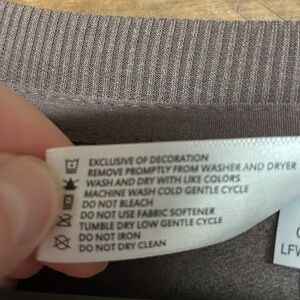 EXCLUSIVE OF DECORATION
REMOVE PROMPTLY FROM WASHER AND DRYER
WASH AND DRY WITH LIKE COLORS
MACHINE WASH COLD GENTLE CYCLE
DO NOT BLEACH
DO NOT USE FABRIC SOFTENER
TUMBLE DRY LOW GENTLE CYCLE
DO NOT IRON
DO NOT DRY CLEAN